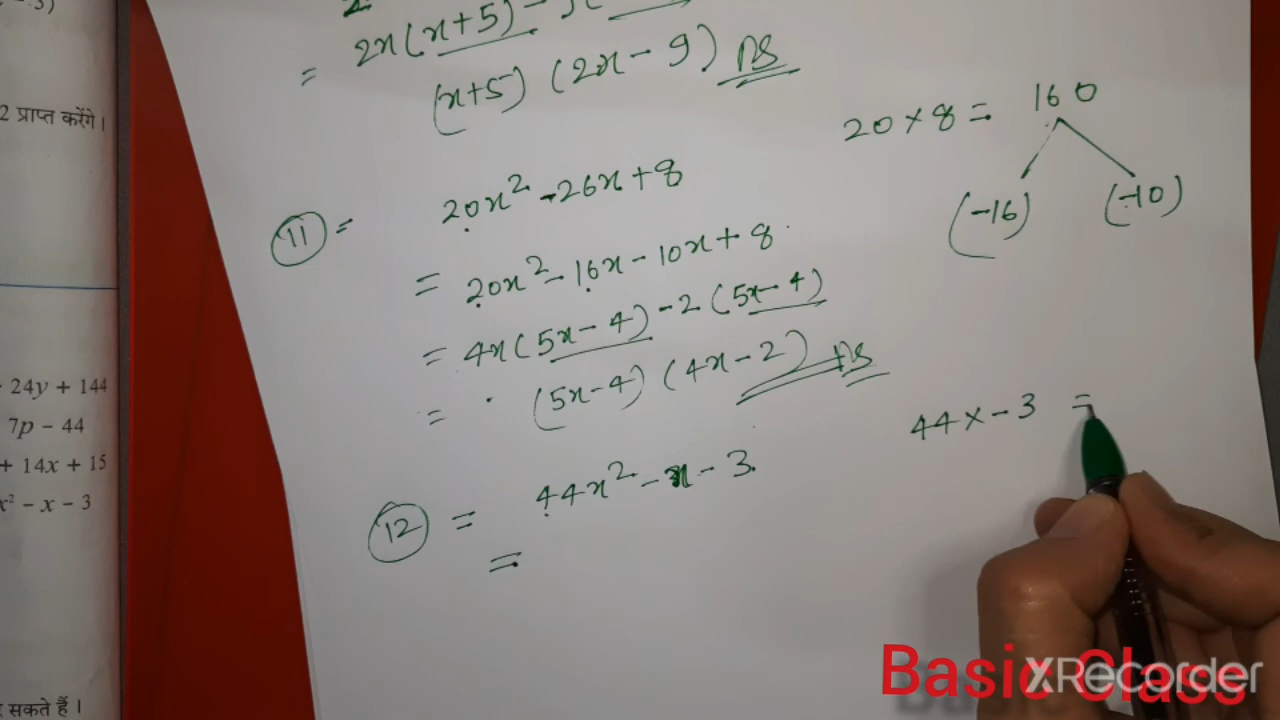 2x(x+5) -
= (x+5) (2x-9) Ans
2 प्राप्त करेंगे।
20 × 8 = 160
(-16) (-10)
11 = 20x² - 26x + 8
= 20x² - 16x - 10x + 8
= 4x(5x-4) - 2(5x-4)
= (5x-4) (4x-2) Ans
24y + 144
7p − 44
+ 14x + 15
x² − x − 3
44 × -3 =
12 = 44x² - x - 3
=
सकते हैं।
Basic Class
XRecorder